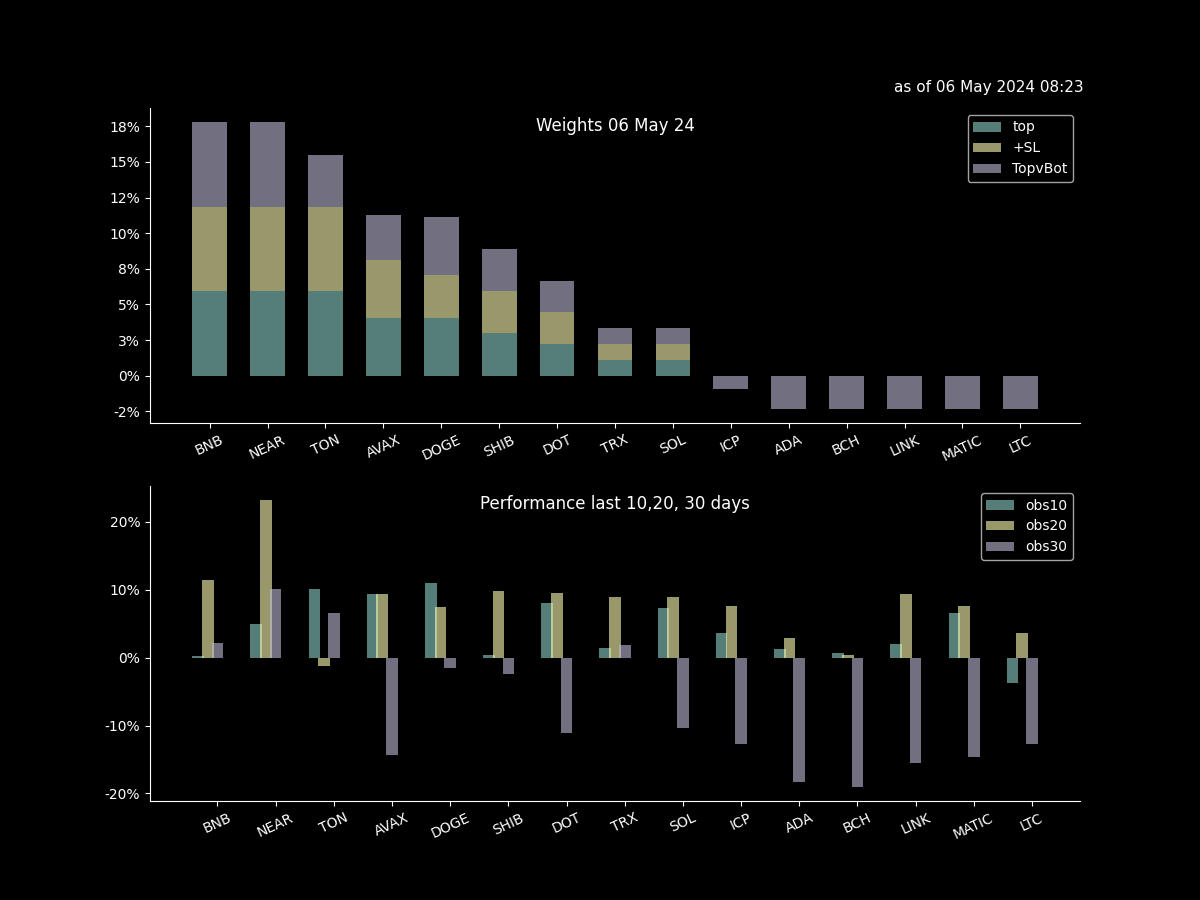 as of 06 May 2024 08:23
Weights 06 May 24
top
+SL
TopvBot
18%
15%
12%
10%
8%
5%
3%
0%
-2%
BNB NEAR TON AVAX DOGE SHIB DOT TRX SOL ICP ADA BCH LINK MATIC LTC
Performance last 10,20, 30 days
obs10
obs20
obs30
20%
10%
0%
-10%
-20%
BNB NEAR TON AVAX DOGE SHIB DOT TRX SOL ICP ADA BCH LINK MATIC LTC